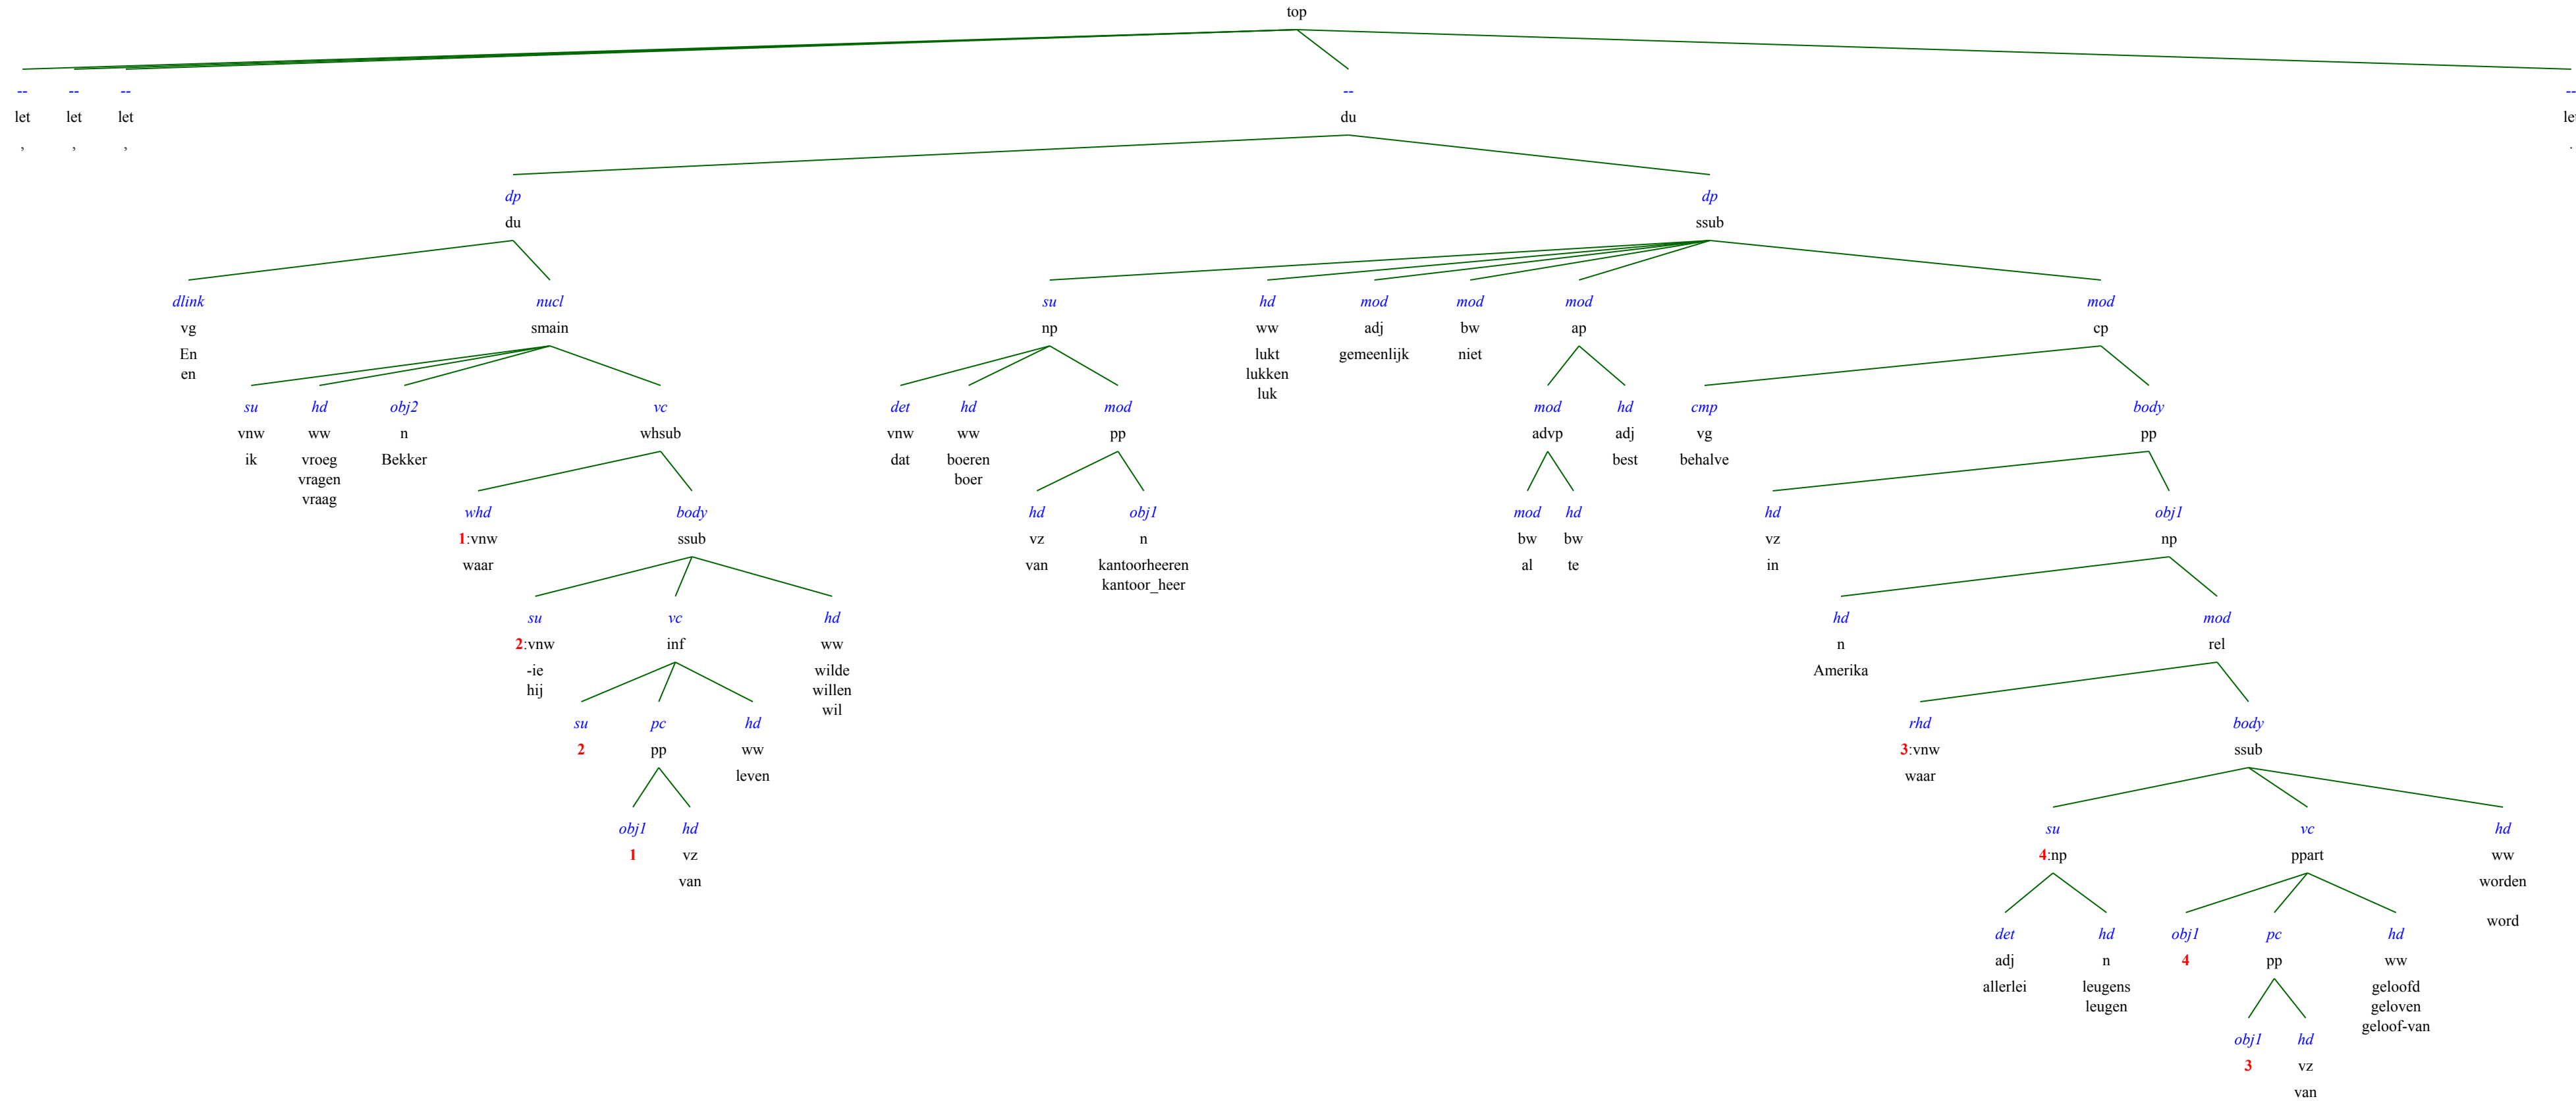 top
-- -- -- -- --
let let let du le
, , , .
dp dp
du ssub
dlink nucl su hd mod mod mod mod
vg smain np ww adj bw ap cp
En lukt gemeenlijk niet
en lukken
luk
su hd obj2 vc det hd mod mod hd cmp body
vnw ww n whsub vnw ww pp advp adj vg pp
ik vroeg Bekker dat boeren best behalve
vragen boer
vraag
whd body hd obj1 mod hd hd obj1
1:vnw ssub vz n bw bw vz np
waar van kantoorheeren al te in
kantoor_heer
su vc hd hd mod
2:vnw inf ww n rel
-ie wilde Amerika
hij willen
wil
su pc hd rhd body
2 pp ww 3:vnw ssub
leven waar
obj1 hd su vc hd
1 vz 4:np ppart ww
van worden
word
det hd obj1 pc hd
adj n 4 pp ww
allerlei leugens geloofd
leugen geloven
geloof-van
obj1 hd
3 vz
van